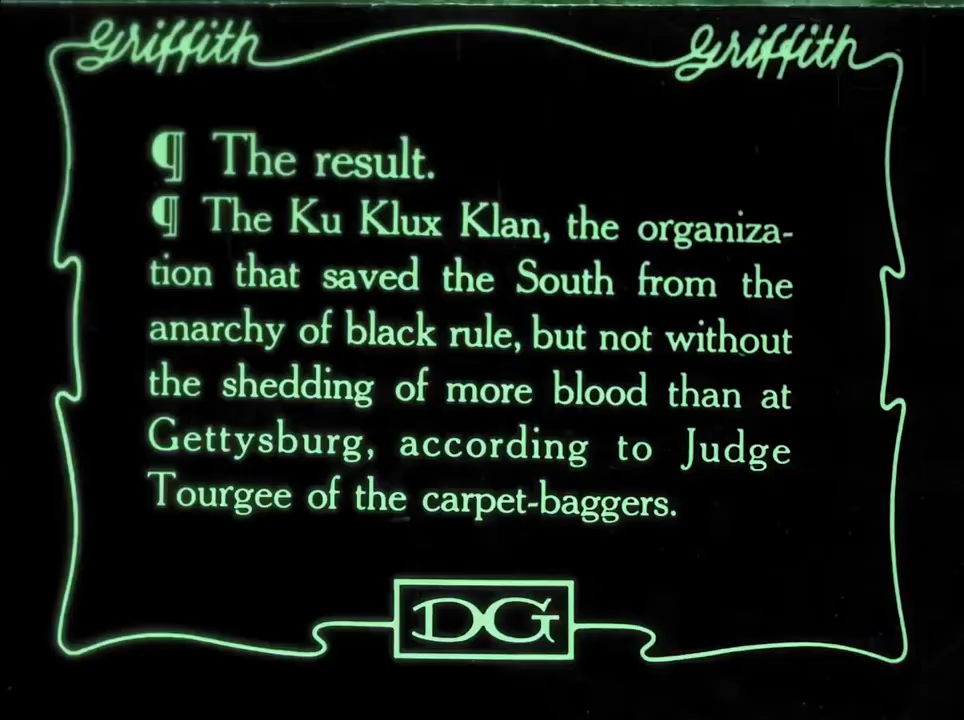 Griffith Griffith
¶ The result.
¶ The Ku Klux Klan, the organiza-
tion that saved the South from the
anarchy of black rule, but not without
the shedding of more blood than at
Gettysburg, according to Judge
Tourgee of the carpet-baggers.
DG